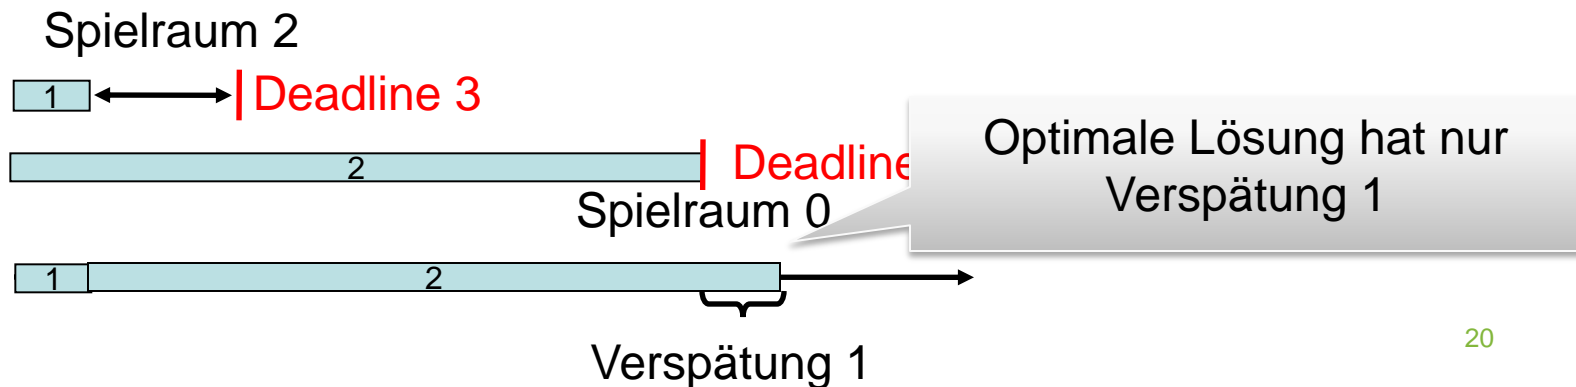 Spielraum 2
1
Deadline 3
2
Deadline
Optimale Lösung hat nur
Verspätung 1
Spielraum 0
1
2
Verspätung 1
20